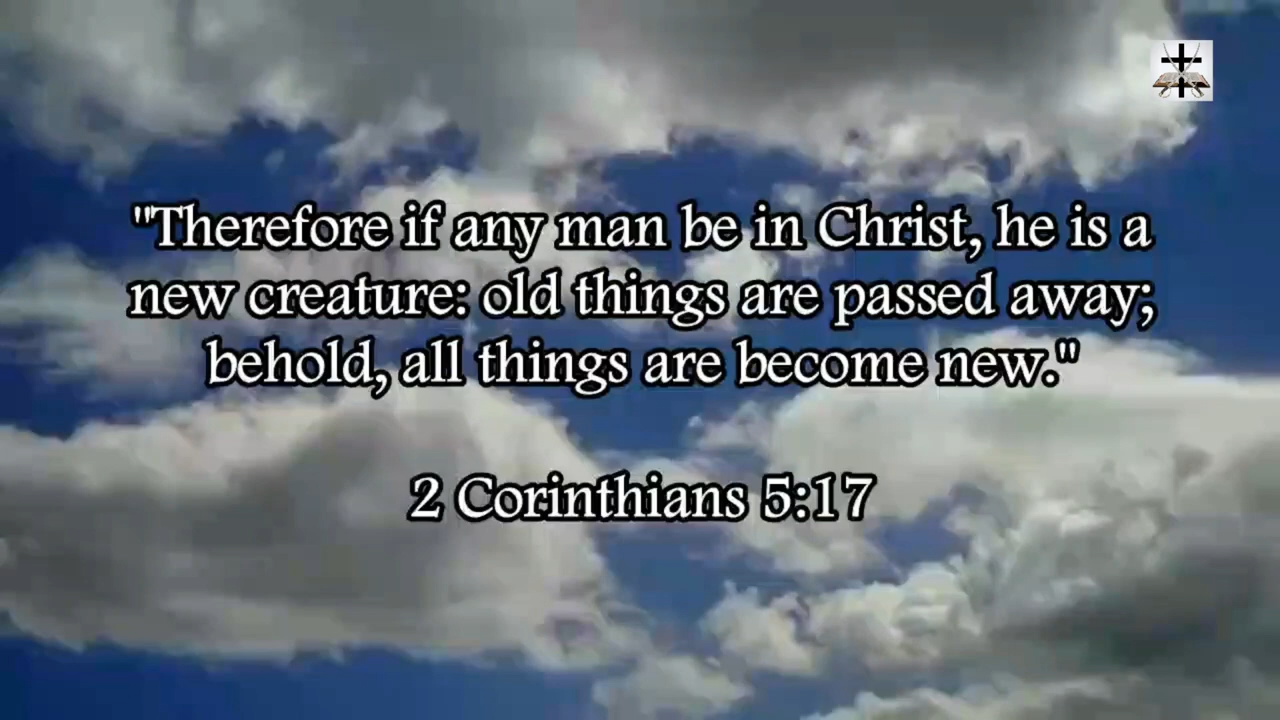 "Therefore if any man be in Christ, he is a
new creature: old things are passed away;
behold, all things are become new."
2 Corinthians 5:17